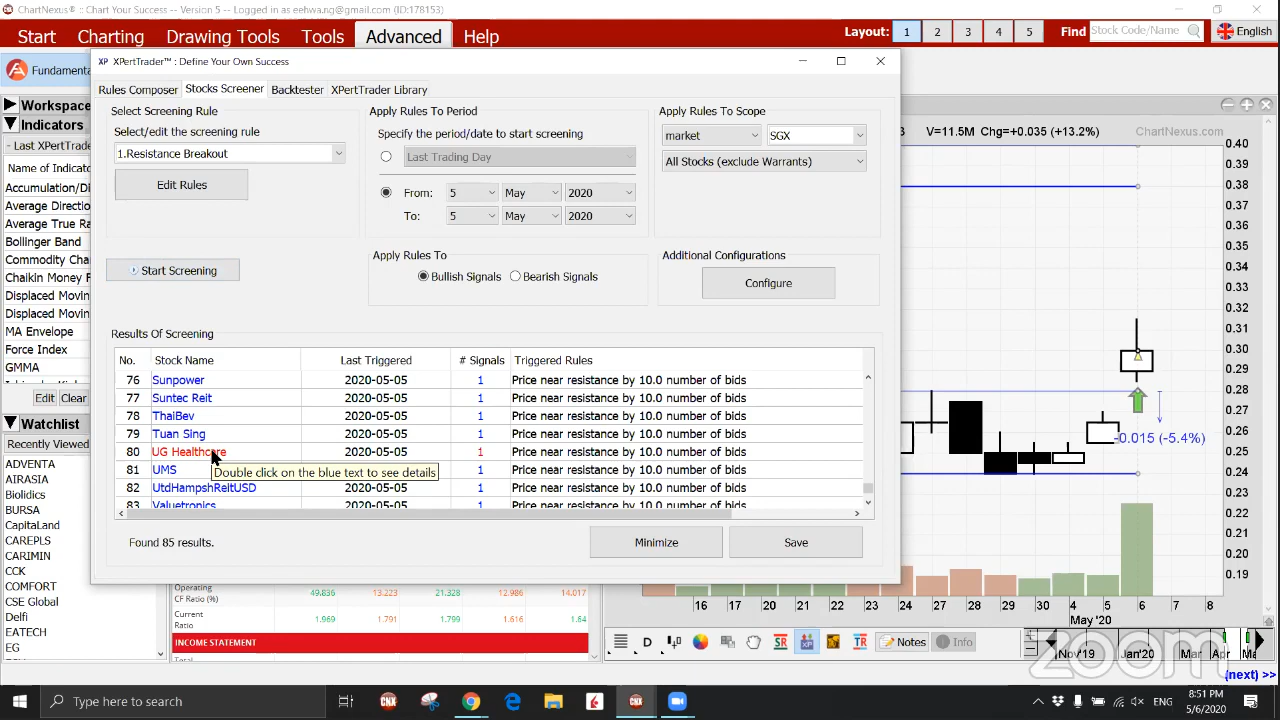 ChartNexus® :: Chart Your Success -- Version 5 -- Logged in as eehwa.ng@gmail.com (ID:178153)
Start Charting Drawing Tools Tools Advanced Help Layout: 1 2 3 4 5 Find Stock Code/Name English
Fundamenta
XP XPertTrader™ : Define Your Own Success
Rules Composer Stocks Screener Backtester XPertTrader Library
Select Screening Rule
Select/edit the screening rule
1.Resistance Breakout
Edit Rules
Start Screening
Apply Rules To Period
Specify the period/date to start screening
Last Trading Day
From: 5 May 2020
To: 5 May 2020
Apply Rules To Scope
market SGX
All Stocks (exclude Warrants)
Apply Rules To
Bullish Signals Bearish Signals
Additional Configurations
Configure
Results Of Screening
No. Stock Name Last Triggered # Signals Triggered Rules
76 Sunpower 2020-05-05 1 Price near resistance by 10.0 number of bids
77 Suntec Reit 2020-05-05 1 Price near resistance by 10.0 number of bids
78 ThaiBev 2020-05-05 1 Price near resistance by 10.0 number of bids
79 Tuan Sing 2020-05-05 1 Price near resistance by 10.0 number of bids
80 UG Healthcare 2020-05-05 1 Price near resistance by 10.0 number of bids
Double click on the blue text to see details
81 UMS 2020-05-05 1 Price near resistance by 10.0 number of bids
82 UtdHampshReitUSD 2020-05-05 1 Price near resistance by 10.0 number of bids
83 Valuetronics 2020-05-05 1 Price near resistance by 10.0 number of bids
Found 85 results.
Minimize Save
Workspac
Indicators
Last XPertTrade
Name of Indicato
Accumulation/Di
Average Directio
Average True Ra
Bollinger Band
Commodity Cha
Chaikin Money F
Displaced Movin
Displaced Movin
MA Envelope
Force Index
GMMA
Edit Clear
Watchlist
Recently Viewed
ADVENTA
AIRASIA
Biolidics
BURSA
CapitaLand
CAREPLS
CARIMIN
CCK
COMFORT
CSE Global
Delfi
EATECH
EG
Operating
CF Ratio (%) 49.836 13.223 21.328 12.986 14.017
Current
Ratio 1.969 1.791 1.799 1.616 1.64
INCOME STATEMENT
Total
3 V=11.5M Chg=+0.035 (+13.2%) ChartNexus.com
0.40
0.39
0.38
0.37
0.36
0.35
0.34
0.33
0.32
0.31
0.30
0.29
0.28
0.27
0.26
0.25
0.24
0.23
0.22
0.21
0.20
0.19
-0.015 (-5.4%)
16 17 20 21 22 23 24 27 28 29 30 4 5 6 7 8
May '20
D SR XP TR Notes Info
Nov'19 Jan'20 Mar Apr Ma
zoom
(next) >>
Type here to search CNX CNX
ENG 8:51 PM
5/6/2020